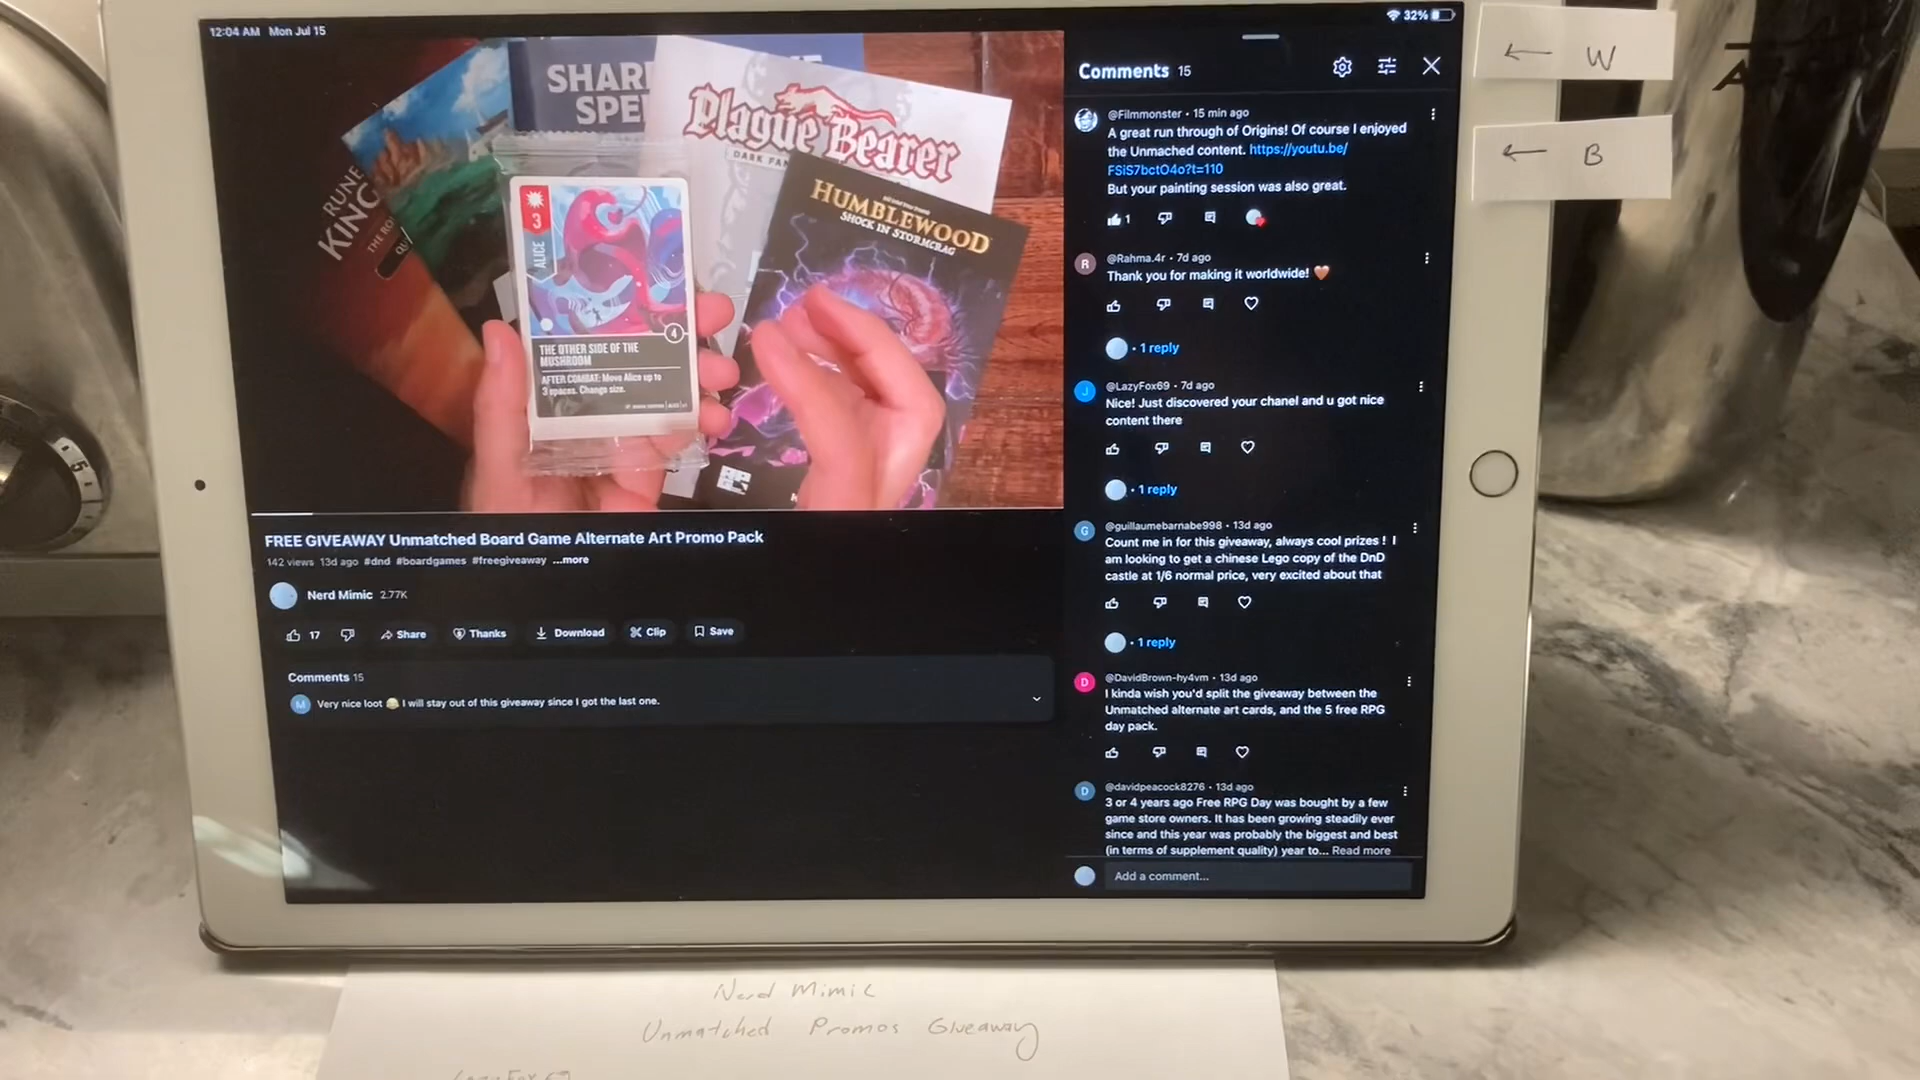 12:04 AM Mon Jul 15
32%
RUNE
KING
THE RO
QU
SHAR
SPE
Plague Bearer
DARK FAN
HUMBLEWOOD
SHOCK IN STORMCRAG
3
ALICE
4
THE OTHER SIDE OF THE
MUSHROOM
AFTER COMBAT: Move Alice up to
3 spaces. Change size.
FREE GIVEAWAY Unmatched Board Game Alternate Art Promo Pack
142 views 13d ago #dnd #boardgames #freegiveaway ...more
Nerd Mimic 2.77K
17 Share Thanks Download Clip Save
Comments 15
M Very nice loot 😂 I will stay out of this giveaway since I got the last one.
Comments 15
@Filmmonster • 15 min ago
A great run through of Origins! Of course I enjoyed
the Unmached content. https://youtu.be/
FSiS7bctO4o?t=110
But your painting session was also great.
1
R @Rahma.4r • 7d ago
Thank you for making it worldwide! 🤎
• 1 reply
J @LazyFox69 • 7d ago
Nice! Just discovered your chanel and u got nice
content there
• 1 reply
G @guillaumebarnabe998 • 13d ago
Count me in for this giveaway, always cool prizes ! I
am looking to get a chinese Lego copy of the DnD
castle at 1/6 normal price, very excited about that
• 1 reply
D @DavidBrown-hy4vm • 13d ago
I kinda wish you'd split the giveaway between the
Unmatched alternate art cards, and the 5 free RPG
day pack.
D @davidpeacock8276 • 13d ago
3 or 4 years ago Free RPG Day was bought by a few
game store owners. It has been growing steadily ever
since and this year was probably the biggest and best
(in terms of supplement quality) year to... Read more
Add a comment...
← W
← B
5
Nerd Mimic
Unmatched Promos Giveaway
LazyFox69